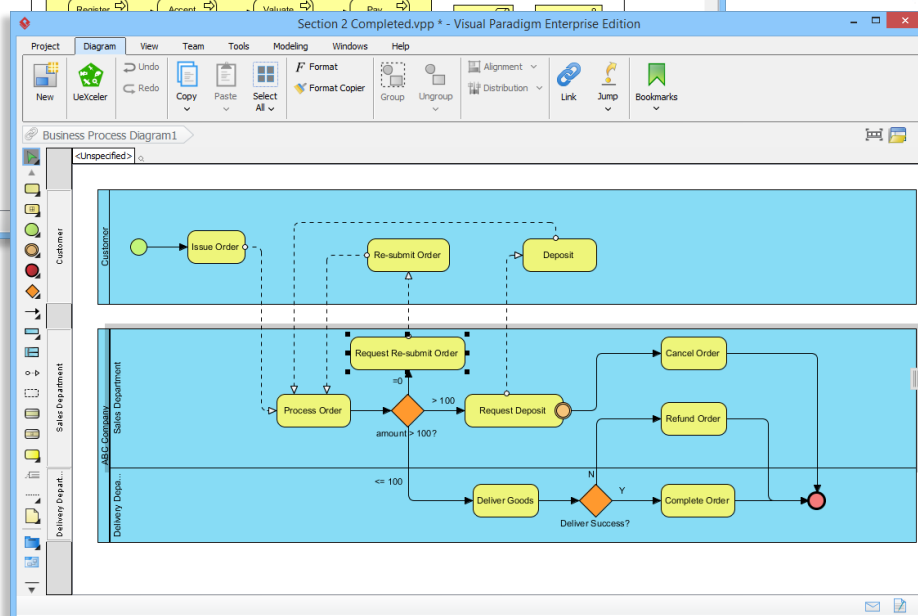 Register
Accept
Valuate
Pay
Section 2 Completed.vpp * - Visual Paradigm Enterprise Edition
Project
Diagram
View
Team
Tools
Modeling
Windows
Help
New
UeXceler
Undo
Redo
Copy
Paste
Select
All
Format
Format Copier
Group
Ungroup
Alignment
Distribution
Link
Jump
Bookmarks
Business Process Diagram1
<Unspecified>
Customer
Customer
Issue Order
Re-submit Order
Deposit
Sales Department
ABC Company
Sales Department
Request Re-submit Order
Cancel Order
=0
> 100
Process Order
Request Deposit
Refund Order
amount > 100?
Delivery Depart...
Delivery Depa...
<= 100
N
Y
Deliver Goods
Complete Order
Deliver Success?